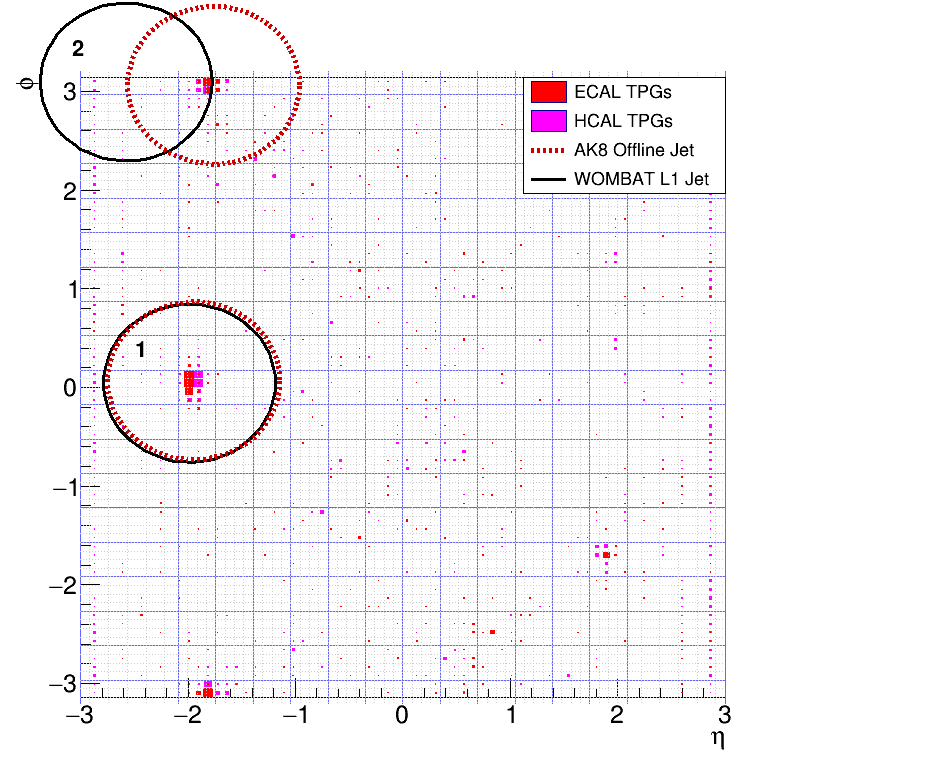 2
φ
3
2
1
0
−1
−2
−3
ECAL TPGs
HCAL TPGs
AK8 Offline Jet
WOMBAT L1 Jet
1
−3 −2 −1 0 1 2 3
η